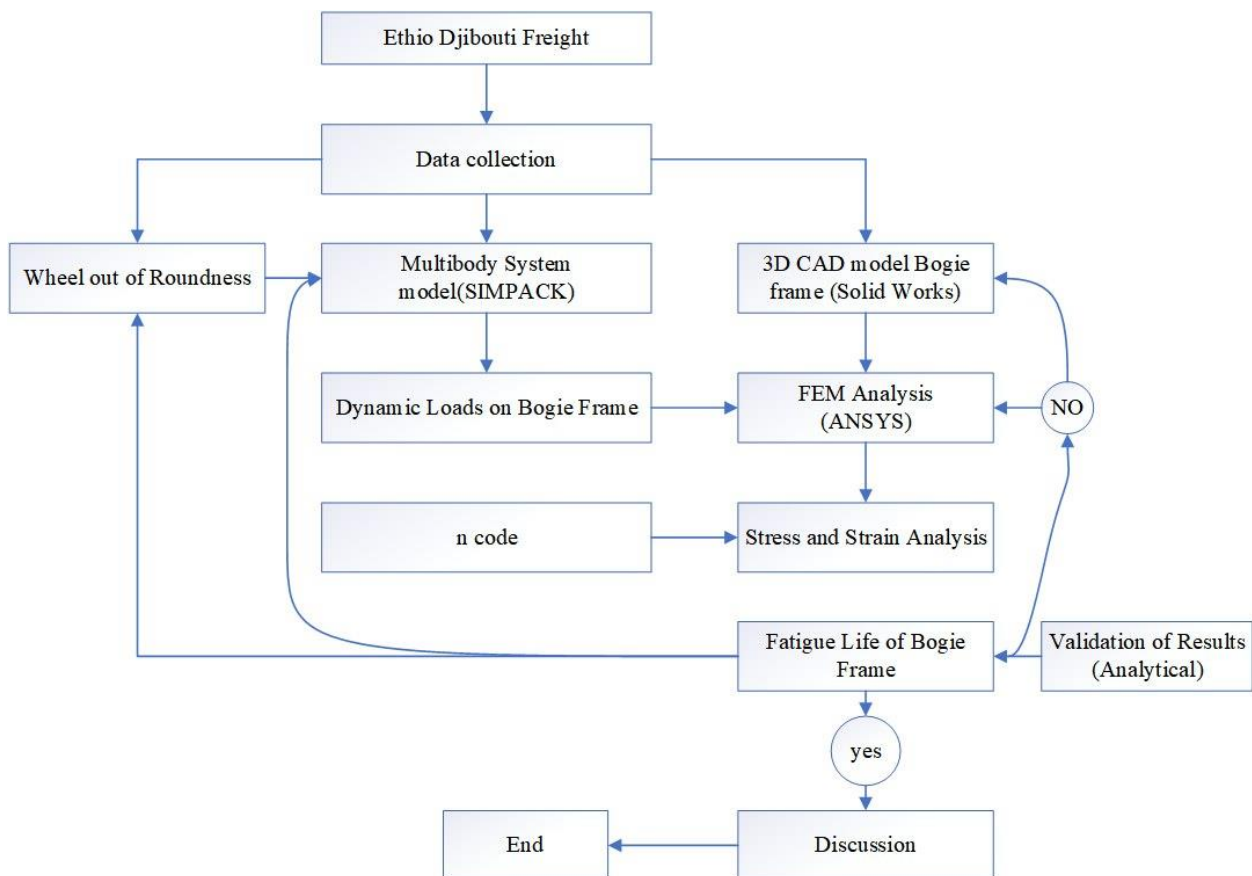 Ethio Djibouti Freight
Data collection
Wheel out of Roundness
Multibody System
model(SIMPACK)
3D CAD model Bogie
frame (Solid Works)
Dynamic Loads on Bogie Frame
FEM Analysis
(ANSYS)
NO
n code
Stress and Strain Analysis
Fatigue Life of Bogie
Frame
Validation of Results
(Analytical)
yes
End
Discussion